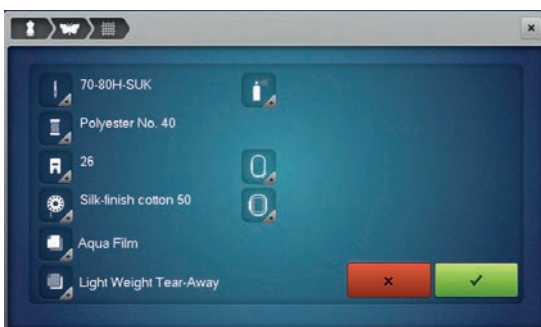 70-80H-SUK
Polyester No. 40
26
Silk-finish cotton 50
Aqua Film
Light Weight Tear-Away